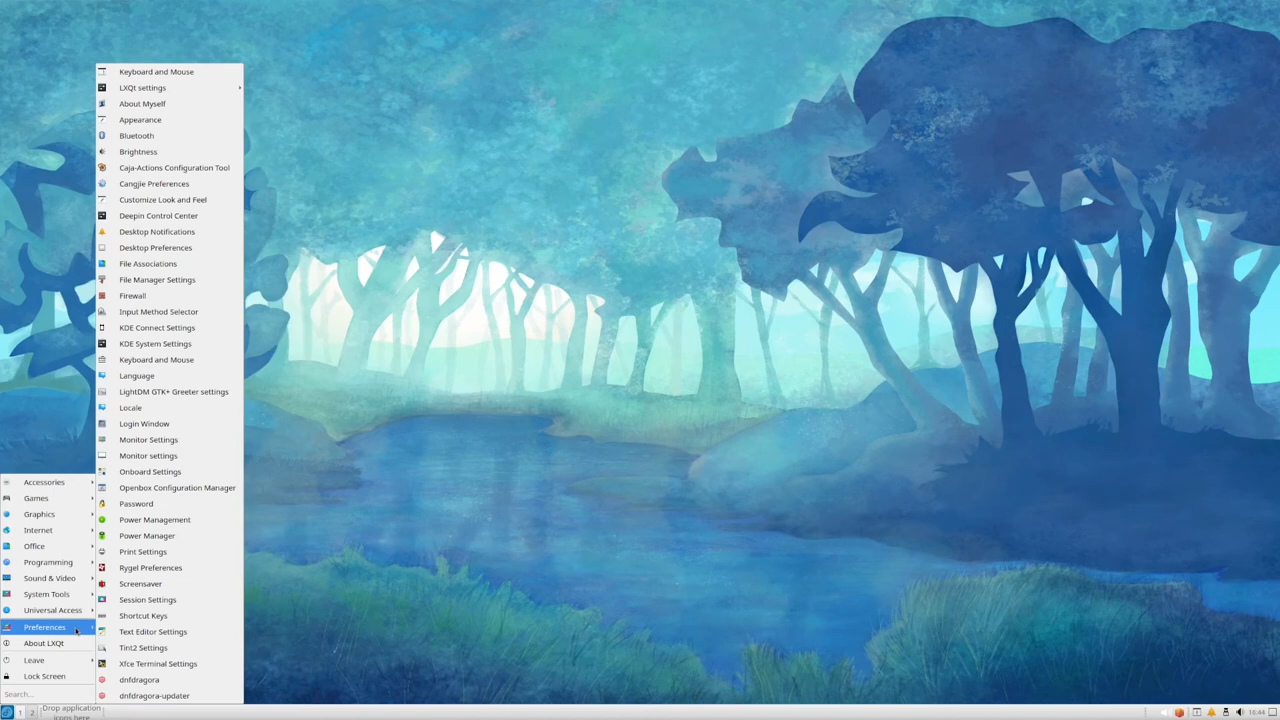 Keyboard and Mouse
LXQt settings
About Myself
Appearance
Bluetooth
Brightness
Caja-Actions Configuration Tool
Cangjie Preferences
Customize Look and Feel
Deepin Control Center
Desktop Notifications
Desktop Preferences
File Associations
File Manager Settings
Firewall
Input Method Selector
KDE Connect Settings
KDE System Settings
Keyboard and Mouse
Language
LightDM GTK+ Greeter settings
Locale
Login Window
Monitor Settings
Monitor settings
Onboard Settings
Openbox Configuration Manager
Password
Power Management
Power Manager
Print Settings
Rygel Preferences
Screensaver
Session Settings
Shortcut Keys
Text Editor Settings
Tint2 Settings
Xfce Terminal Settings
dnfdragora
dnfdragora-updater
Accessories
Games
Graphics
Internet
Office
Programming
Sound & Video
System Tools
Universal Access
Preferences
About LXQt
Leave
Lock Screen
Search...
1 2
Drop application
icons here
16:44